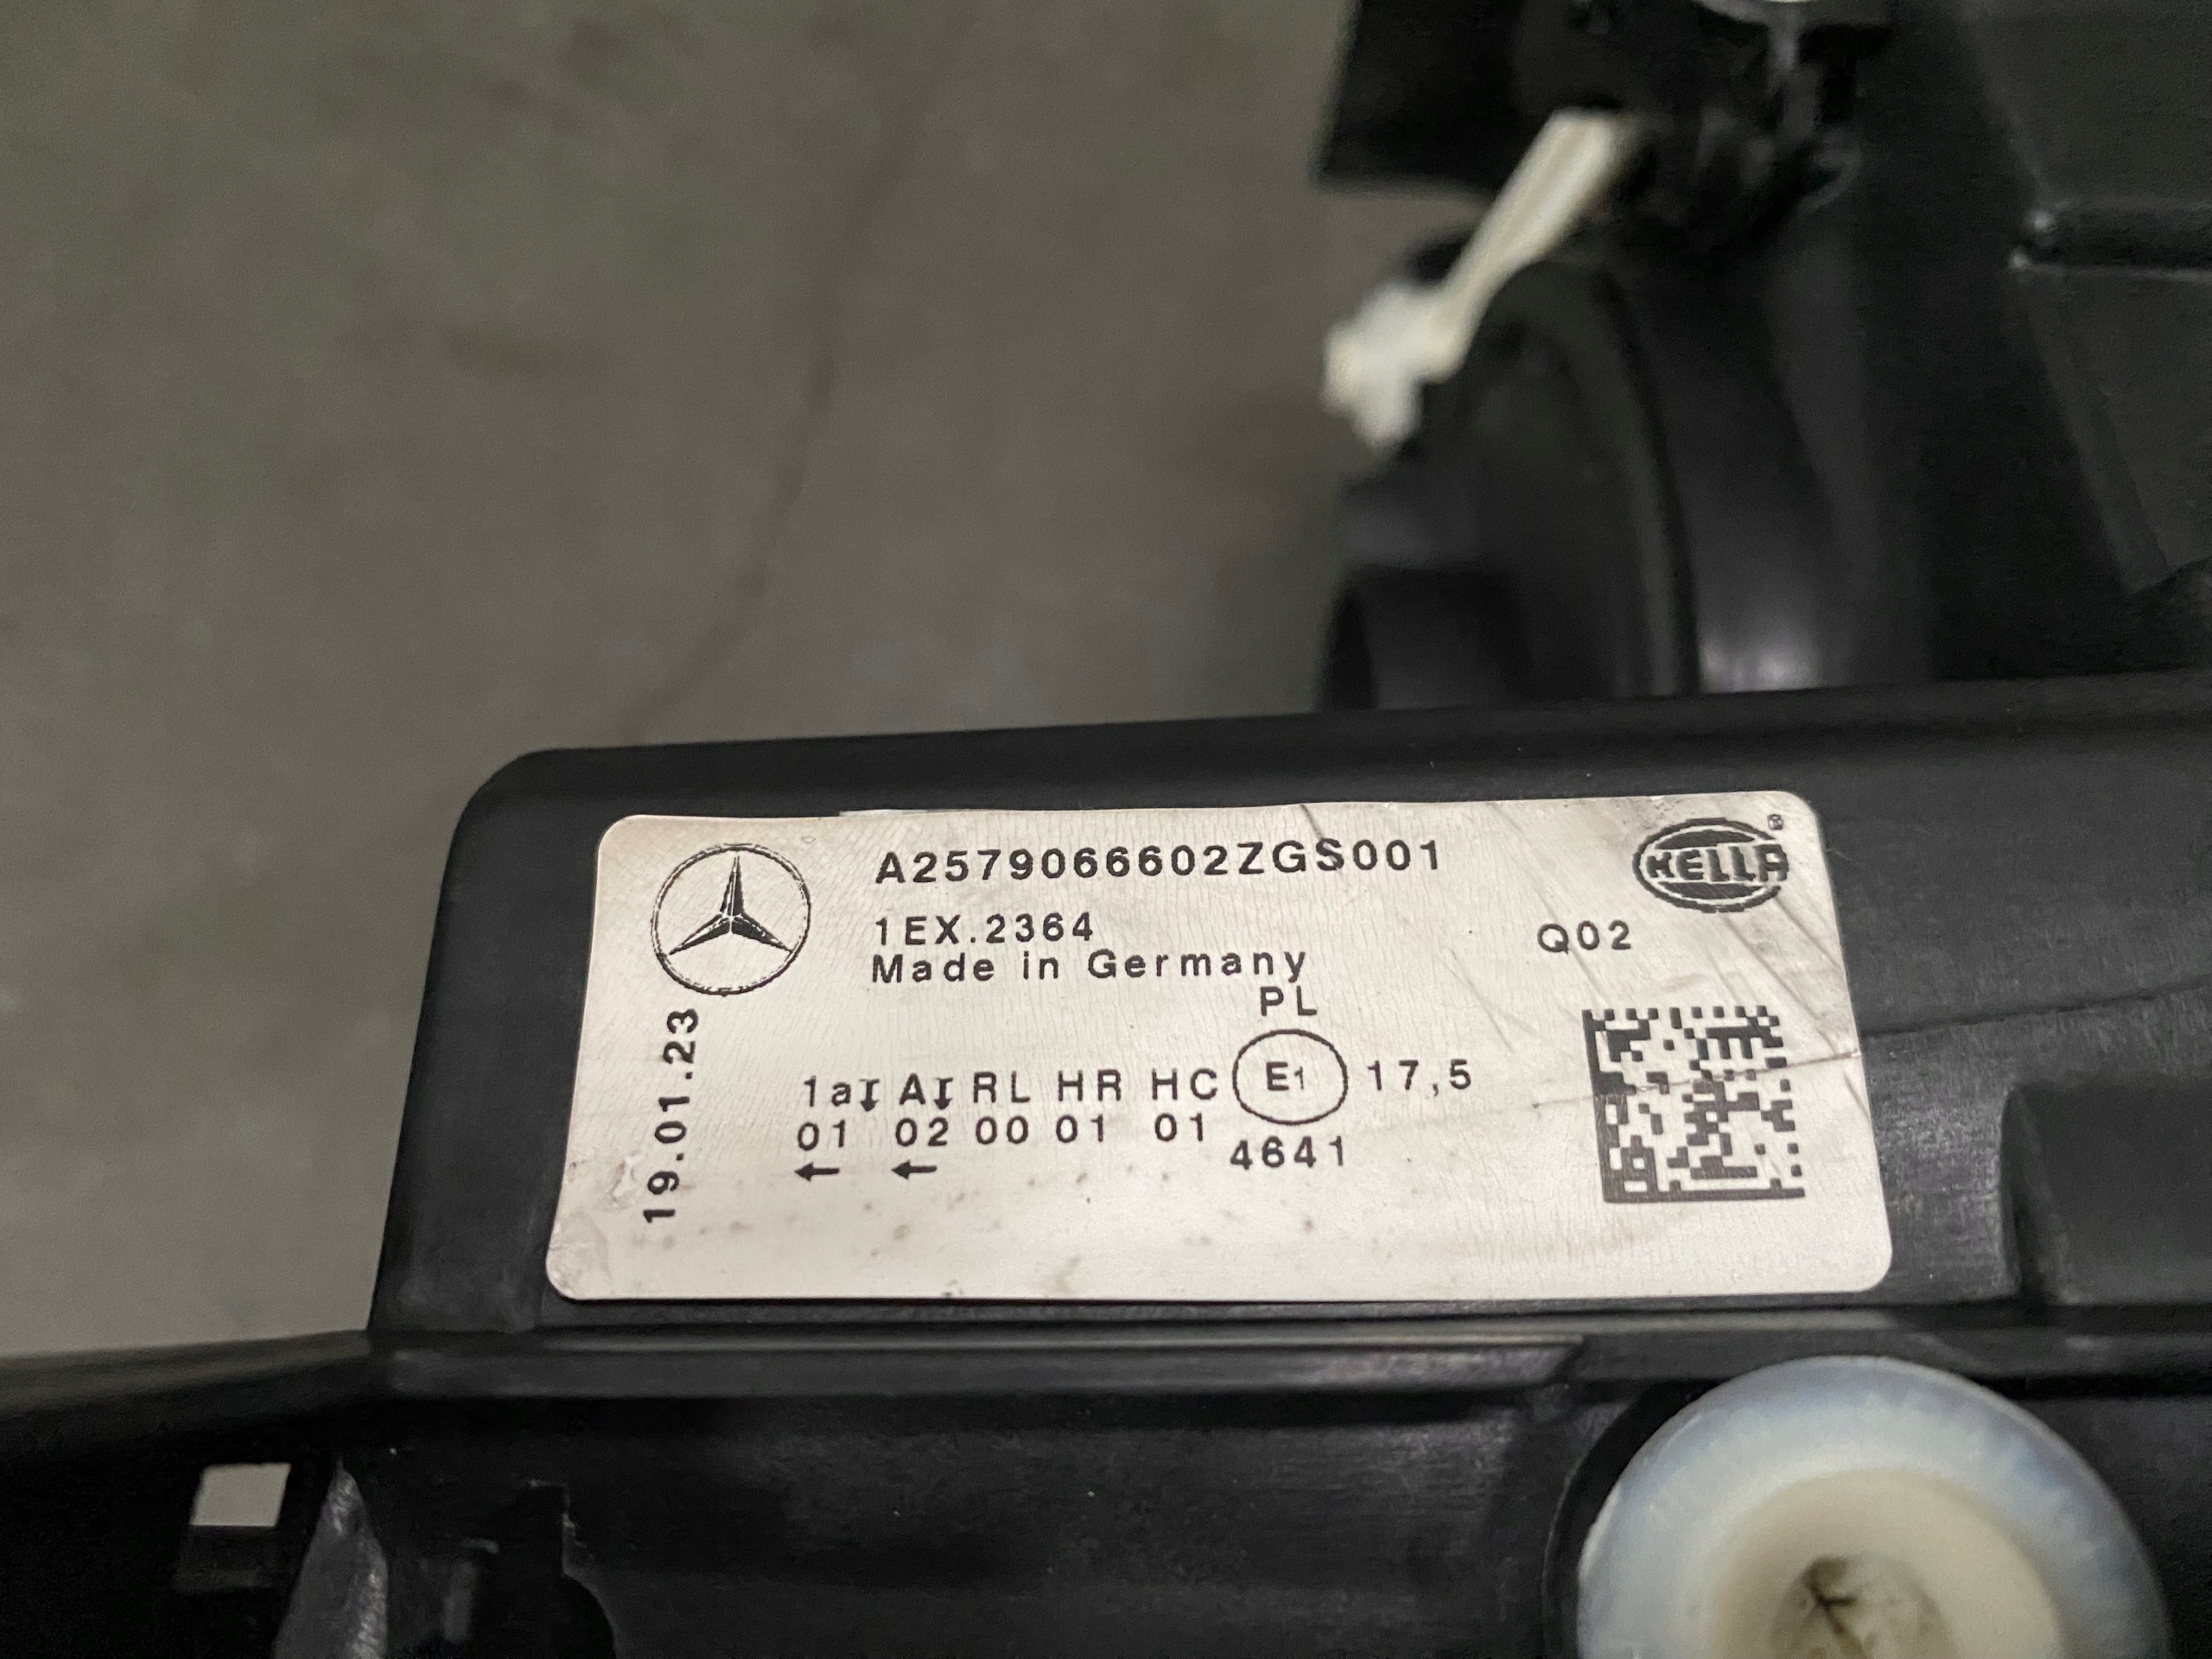 A2579066602ZGS001
HELLA®
1EX.2364
Q02
Made in Germany
PL
1a↧ A↧ RL HR HC E1 17,5
01 02 00 01 01
4641
← ←
19.01.23